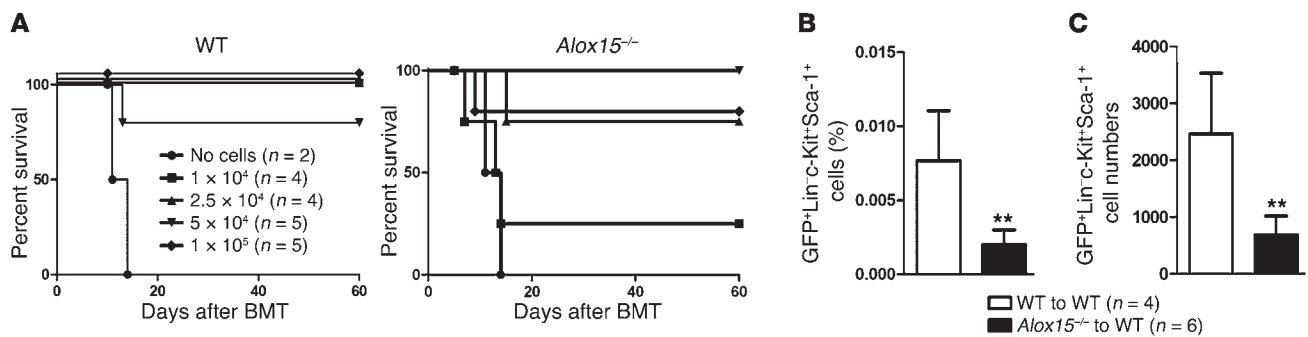 A
WT
Percent survival
100
50
0
0 20 40 60
Days after BMT
No cells (n = 2)
1 × 10⁴ (n = 4)
2.5 × 10⁴ (n = 4)
5 × 10⁴ (n = 5)
1 × 10⁵ (n = 5)
Alox15⁻/⁻
Percent survival
100
50
0
0 20 40 60
Days after BMT
B
GFP⁺Lin⁻c-Kit⁺Sca-1⁺
cells (%)
0.015
0.010
0.005
0.000
**
C
GFP⁺Lin⁻c-Kit⁺Sca-1⁺
cell numbers
4000
3000
2000
1000
0
**
WT to WT (n = 4)
Alox15⁻/⁻ to WT (n = 6)